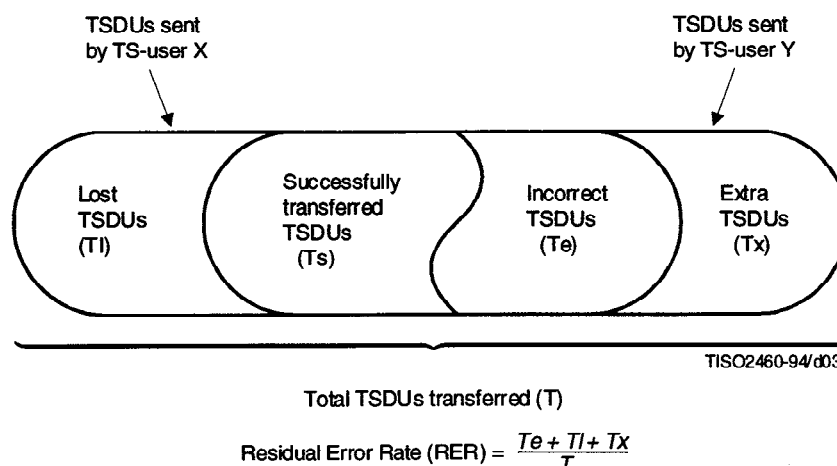 TSDUs sent
by TS-user X
TSDUs sent
by TS-user Y
Lost
TSDUs
(Tl)
Successfully
transferred
TSDUs
(Ts)
Incorrect
TSDUs
(Te)
Extra
TSDUs
(Tx)
TISO2460-94/d03
Total TSDUs transferred (T)
Residual Error Rate (RER) = Te + Tl + Tx
T